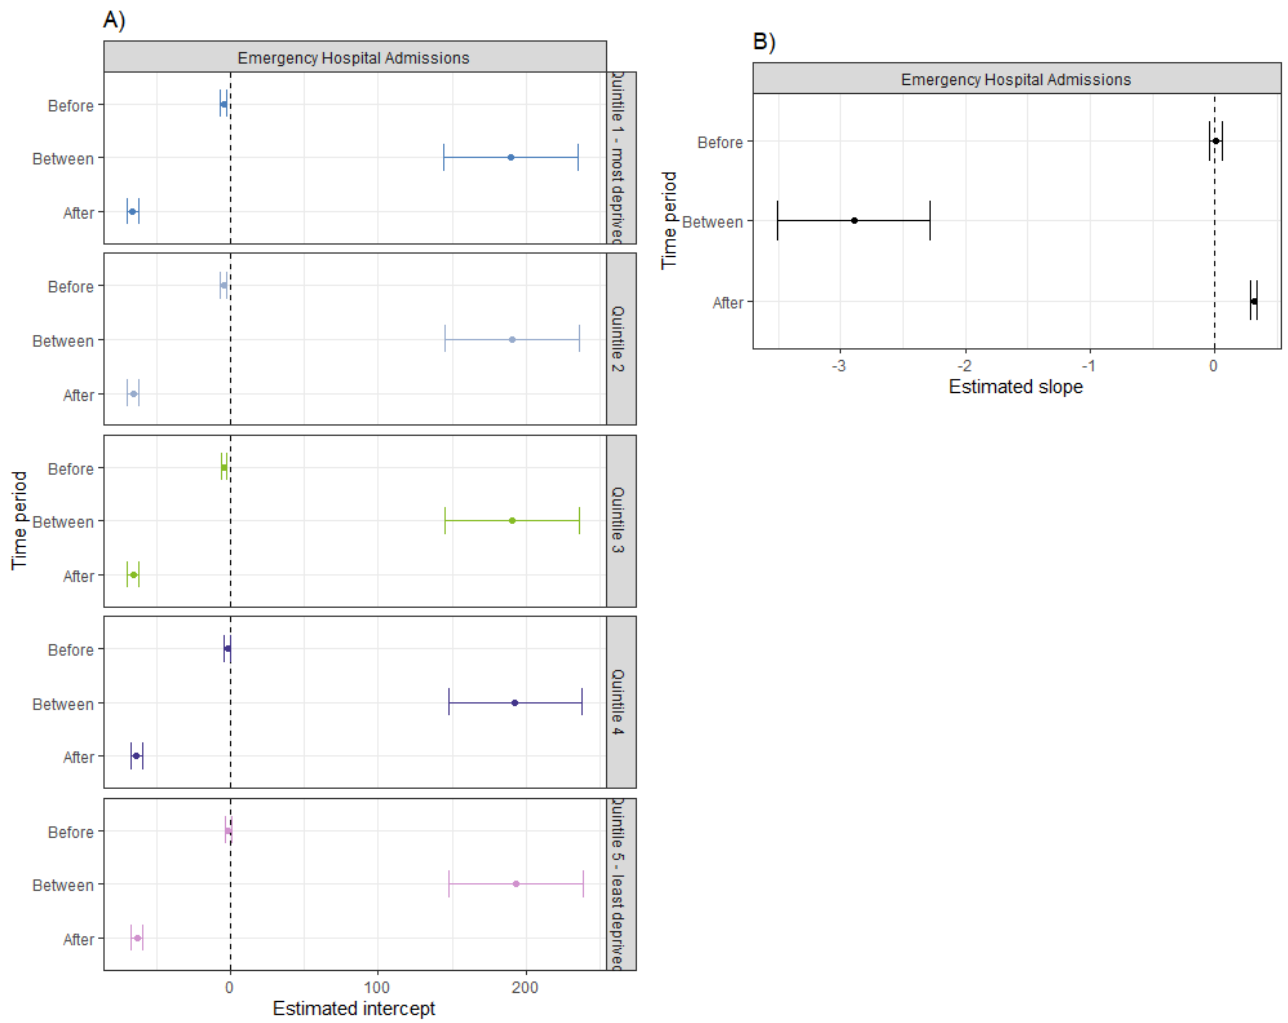 A)
Emergency Hospital Admissions
Before
Between
After
Quintile 1 - most deprived
Before
Between
After
Quintile 2
Time period
Before
Between
After
Quintile 3
Before
Between
After
Quintile 4
Before
Between
After
Quintile 5 - least deprived
0 100 200
Estimated intercept
B)
Emergency Hospital Admissions
Time period
Before
Between
After
-3 -2 -1 0
Estimated slope